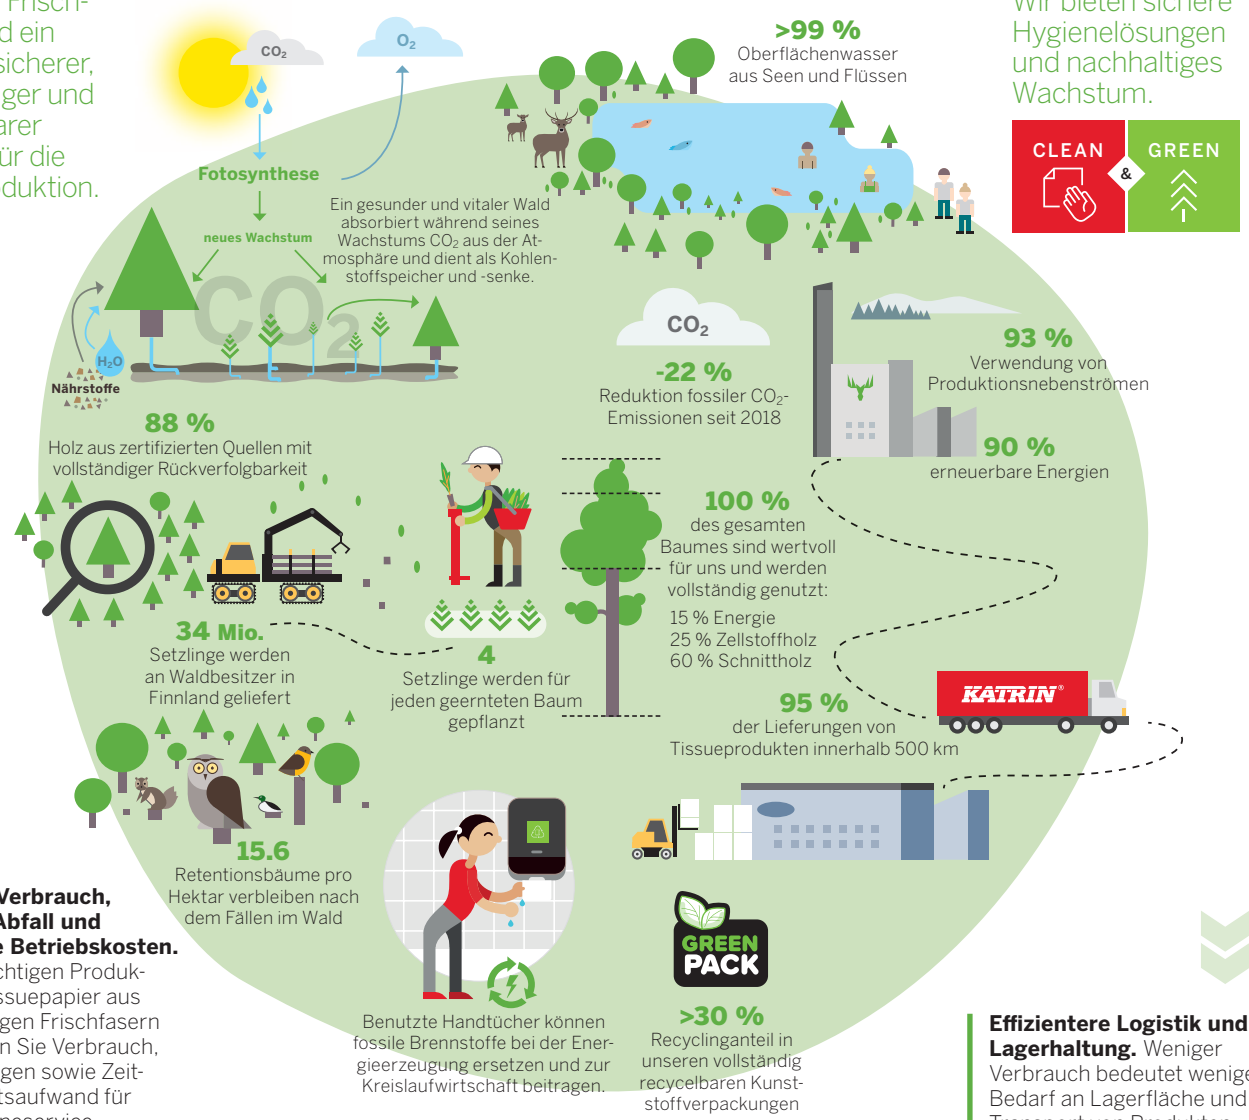 Frisch-
d ein
sicherer,
ger und
arer
ür die
oduktion.
CO₂
O₂
>99 %
Oberflächenwasser
aus Seen und Flüssen
Wir bieten sichere
Hygienelösungen
und nachhaltiges
Wachstum.
CLEAN
&
GREEN
Fotosynthese
neues Wachstum
Ein gesunder und vitaler Wald
absorbiert während seines
Wachstums CO₂ aus der At-
mosphäre und dient als Kohlen-
stoffspeicher und -senke.
CO₂
H₂O
Nährstoffe
CO₂
-22 %
Reduktion fossiler CO₂-
Emissionen seit 2018
93 %
Verwendung von
Produktionsnebenströmen
90 %
erneuerbare Energien
88 %
Holz aus zertifizierten Quellen mit
vollständiger Rückverfolgbarkeit
100 %
des gesamten
Baumes sind wertvoll
für uns und werden
vollständig genutzt:
15 % Energie
25 % Zellstoffholz
60 % Schnittholz
34 Mio.
Setzlinge werden
an Waldbesitzer in
Finnland geliefert
4
Setzlinge werden für
jeden geernteten Baum
gepflanzt
KATRIN®
95 %
der Lieferungen von
Tissueprodukten innerhalb 500 km
15.6
Retentionsbäume pro
Hektar verbleiben nach
dem Fällen im Wald
Verbrauch,
Abfall und
e Betriebskosten.
chtigen Produk-
ssuepapier aus
gen Frischfasern
n Sie Verbrauch,
gen sowie Zeit-
tsaufwand für
Benutzte Handtücher können
fossile Brennstoffe bei der Ener-
gieerzeugung ersetzen und zur
Kreislaufwirtschaft beitragen.
GREEN
PACK
>30 %
Recyclinganteil in
unseren vollständig
recycelbaren Kunst-
stoffverpackungen
Effizientere Logistik und
Lagerhaltung. Weniger
Verbrauch bedutet wenige
Bedarf an Lagerfläche und
Transport von Produkten